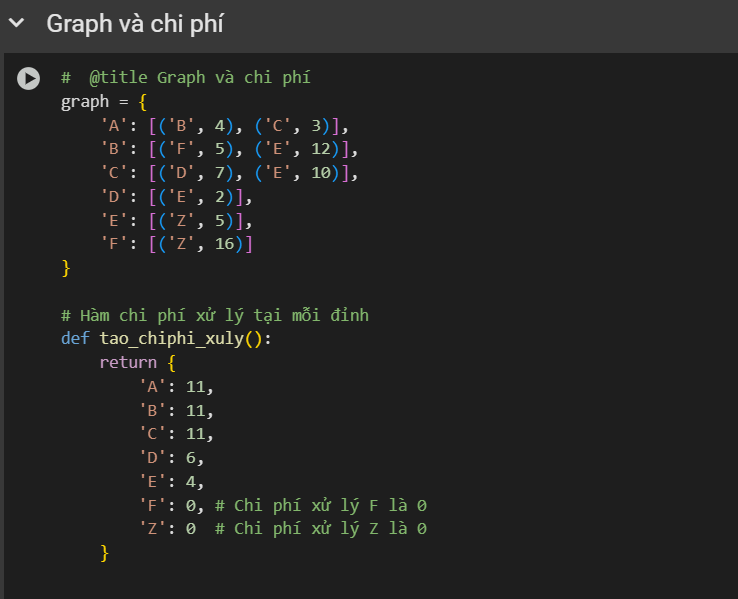 Graph và chi phí
#  @title Graph và chi phí
graph = {
    'A': [('B', 4), ('C', 3)],
    'B': [('F', 5), ('E', 12)],
    'C': [('D', 7), ('E', 10)],
    'D': [('E', 2)],
    'E': [('Z', 5)],
    'F': [('Z', 16)]
}
# Hàm chi phí xử lý tại mỗi đỉnh
def tao_chiphi_xuly():
    return {
        'A': 11,
        'B': 11,
        'C': 11,
        'D': 6,
        'E': 4,
        'F': 0, # Chi phí xử lý F là 0
        'Z': 0  # Chi phí xử lý Z là 0
    }